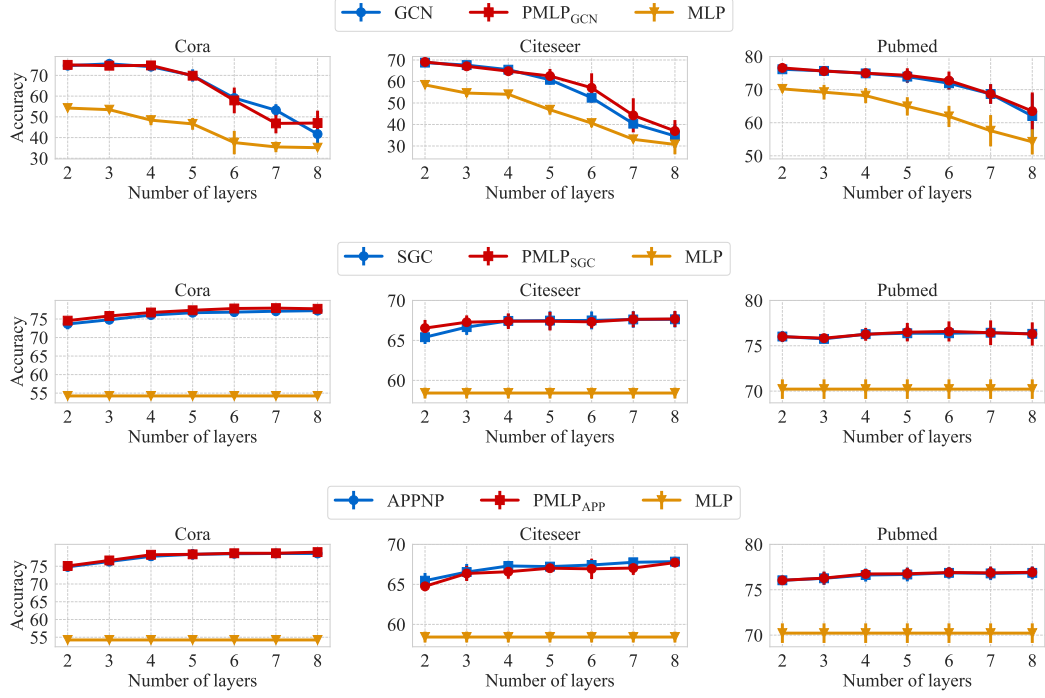 GCN PMLP_GCN MLP
Cora Citeseer Pubmed
Accuracy
70
60
50
40
30
2 3 4 5 6 7 8
Number of layers
70
60
50
40
30
2 3 4 5 6 7 8
Number of layers
80
70
60
50
2 3 4 5 6 7 8
Number of layers
SGC PMLP_SGC MLP
Cora Citeseer Pubmed
Accuracy
75
70
65
60
55
2 3 4 5 6 7 8
Number of layers
70
65
60
2 3 4 5 6 7 8
Number of layers
80
75
70
2 3 4 5 6 7 8
Number of layers
APPNP PMLP_APP MLP
Cora Citeseer Pubmed
Accuracy
75
70
65
60
55
2 3 4 5 6 7 8
Number of layers
70
65
60
2 3 4 5 6 7 8
Number of layers
80
75
70
2 3 4 5 6 7 8
Number of layers